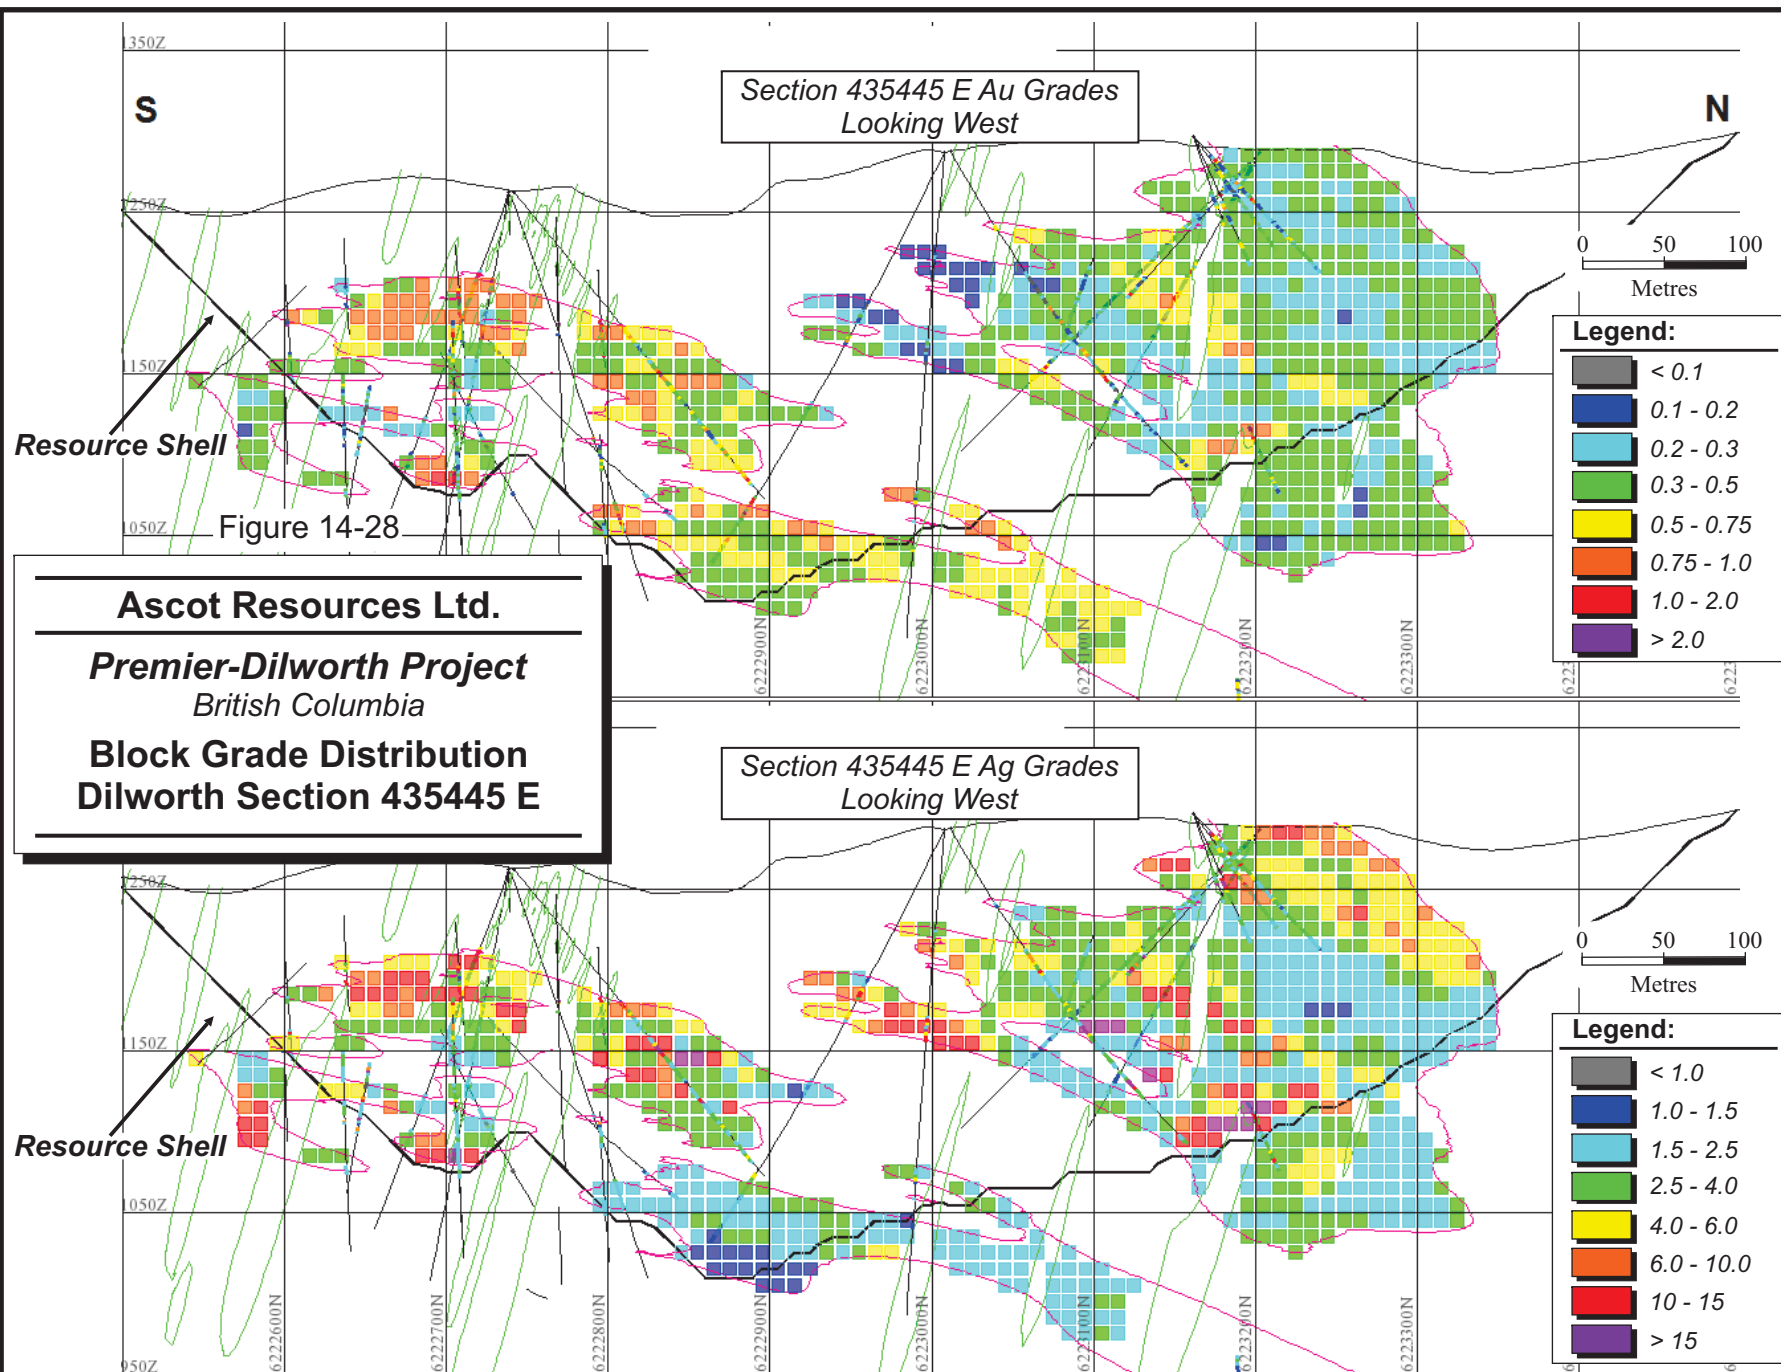 1350Z
S
Section 435445 E Au Grades
Looking West
N
1250Z
0 50 100
Metres
Legend:
< 0.1
0.1 - 0.2
0.2 - 0.3
0.3 - 0.5
0.5 - 0.75
0.75 - 1.0
1.0 - 2.0
> 2.0
1150Z
Resource Shell
1050Z
Figure 14-28
Ascot Resources Ltd.
Premier-Dilworth Project
British Columbia
Block Grade Distribution
Dilworth Section 435445 E
6222900N
6223000N
6223100N
6223200N
6223300N
Section 435445 E Ag Grades
Looking West
1250Z
0 50 100
Metres
Legend:
< 1.0
1.0 - 1.5
1.5 - 2.5
2.5 - 4.0
4.0 - 6.0
6.0 - 10.0
10 - 15
> 15
1150Z
Resource Shell
1050Z
950Z
6222600N
6222700N
6222800N
6222900N
6223000N
6223100N
6223200N
6223300N